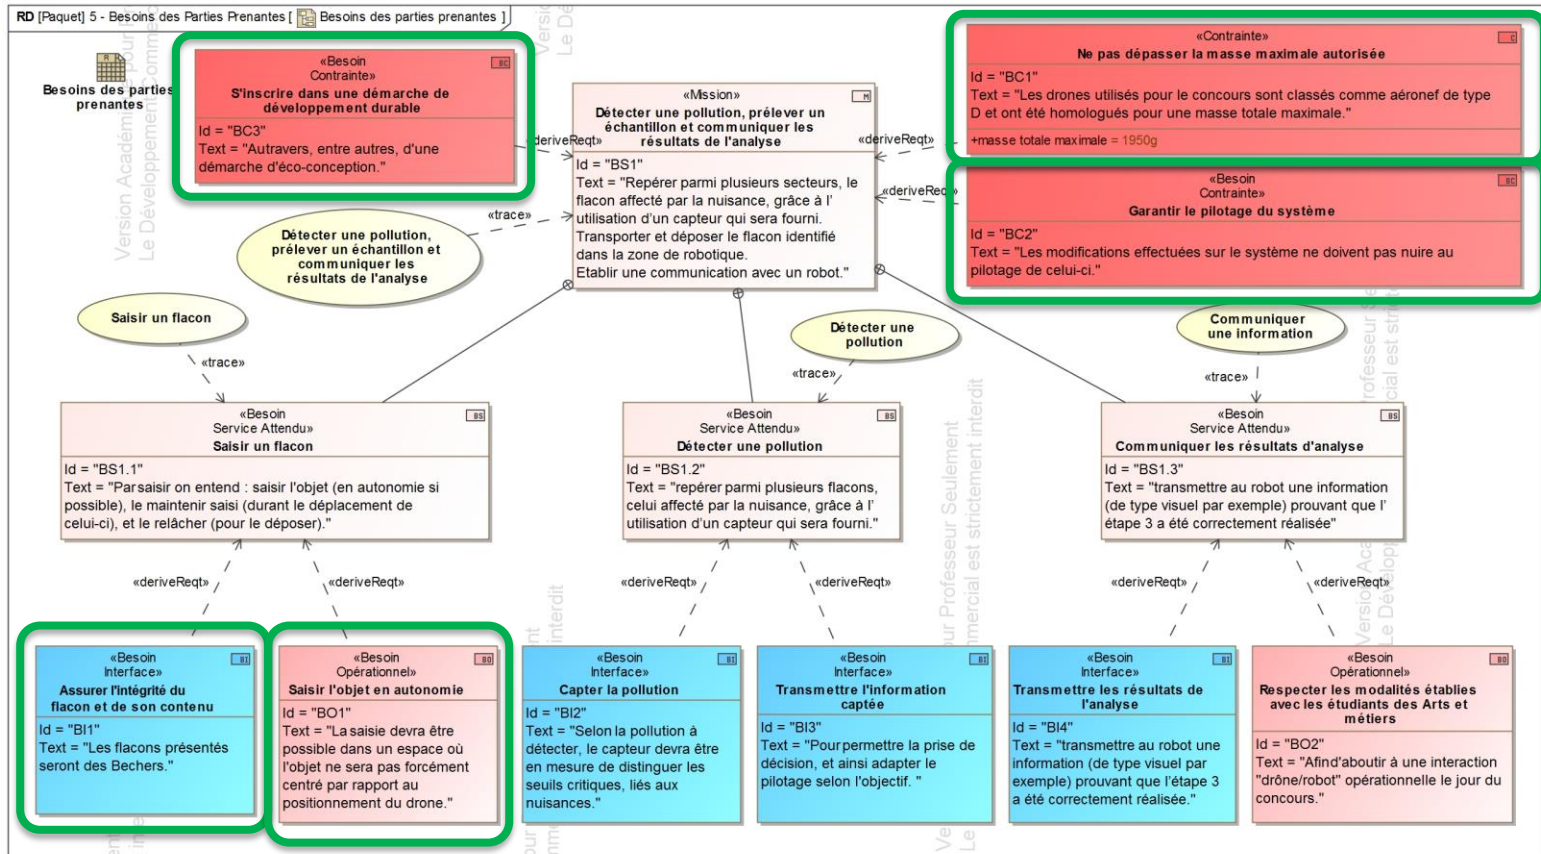 RD [Paquet] 5 - Besoins des Parties Prenantes [ Besoins des parties prenantes ]
Besoins des parties
prenantes
«Besoin
Contrainte»
BC
S'inscrire dans une démarche de
développement durable
Id = "BC3"
Text = "Autravers, entre autres, d'une
démarche d'éco-conception."
«deriveReqt»
«Mission»
M
Détecter une pollution, prélever un
échantillon et communiquer les
résultats de l'analyse
Id = "BS1"
Text = "Repérer parmi plusieurs secteurs, le
flacon affecté par la nuisance, grâce à l'
utilisation d'un capteur qui sera fourni.
Transporter et déposer le flacon identifié
dans la zone de robotique.
Etablir une communication avec un robot."
«deriveReqt»
«Contrainte»
C
Ne pas dépasser la masse maximale autorisée
Id = "BC1"
Text = "Les drones utilisés pour le concours sont classés comme aéronef de type
D et ont été homologués pour une masse totale maximale."
+masse totale maximale = 1950g
«deriveReqt»
«Besoin
Contrainte»
BC
Garantir le pilotage du système
Id = "BC2"
Text = "Les modifications effectuées sur le système ne doivent pas nuire au
pilotage de celui-ci."
«trace»
Détecter une pollution,
prélever un échantillon et
communiquer les
résultats de l'analyse
Saisir un flacon
«trace»
Détecter une
pollution
«trace»
Communiquer
une information
«trace»
«Besoin
Service Attendu»
BS
Saisir un flacon
Id = "BS1.1"
Text = "Parsaisir on entend : saisir l'objet (en autonomie si
possible), le maintenir saisi (durant le déplacement de
celui-ci), et le relâcher (pour le déposer)."
«Besoin
Service Attendu»
BS
Détecter une pollution
Id = "BS1.2"
Text = "repérer parmi plusieurs flacons,
celui affecté par la nuisance, grâce à l'
utilisation d'un capteur qui sera fourni."
«Besoin
Service Attendu»
BS
Communiquer les résultats d'analyse
Id = "BS1.3"
Text = "transmettre au robot une information
(de type visuel par exemple) prouvant que l'
étape 3 a été correctement réalisée"
«deriveReqt»
«deriveReqt»
«deriveReqt»
«deriveReqt»
«deriveReqt»
«deriveReqt»
«Besoin
Interface»
BI
Assurer l'intégrité du
flacon et de son contenu
Id = "BI1"
Text = "Les flacons présentés
seront des Bechers."
«Besoin
Opérationnel»
BO
Saisir l'objet en autonomie
Id = "BO1"
Text = "La saisie devra être
possible dans un espace où
l'objet ne sera pas forcément
centré par rapport au
positionnement du drone."
«Besoin
Interface»
BI
Capter la pollution
Id = "BI2"
Text = "Selon la pollution à
détecter, le capteur devra être
en mesure de distinguer les
seuils critiques, liés aux
nuisances."
«Besoin
Interface»
BI
Transmettre l'information
captée
Id = "BI3"
Text = "Pour permettre la prise de
décision, et ainsi adapter le
pilotage selon l'objectif. "
«Besoin
Interface»
BI
Transmettre les résultats de
l'analyse
Id = "BI4"
Text = "transmettre au robot une
information (de type visuel par
exemple) prouvant que l'étape 3
a été correctement réalisée."
«Besoin
Opérationnel»
BO
Respecter les modalités établies
avec les étudiants des Arts et
métiers
Id = "BO2"
Text = "Afind'aboutir à une interaction
"drône/robot" opérationnelle le jour du
concours."